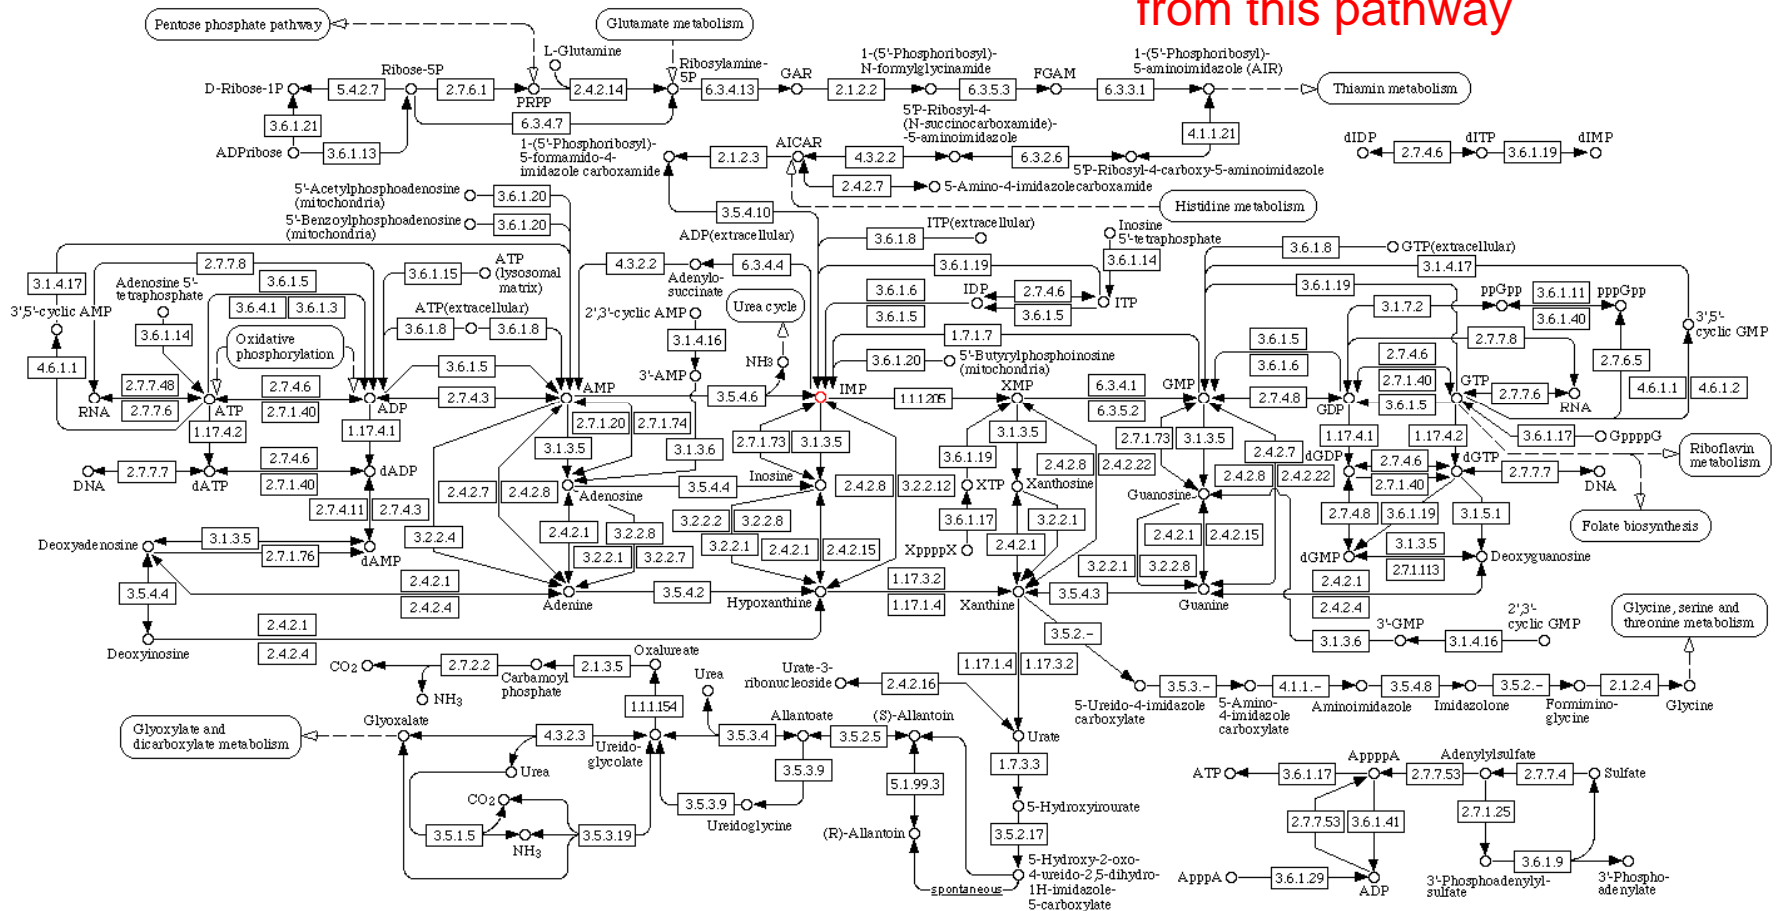 from this pathway
Pentose phosphate pathway
Glutamate metabolism
L-Glutamine
Ribose-5P
Ribosylamine-
5P
GAR
1-(5'-Phosphoribosyl)-
N-formylglycinamide
FGAM
1-(5'-Phosphoribosyl)-
5-aminoimidazole (AIR)
D-Ribose-1P
5.4.2.7
2.7.6.1
PRPP
2.4.2.14
6.3.4.13
2.1.2.2
6.3.5.3
6.3.3.1
Thiamin metabolism
3.6.1.21
6.3.4.7
5'P-Ribosyl-4-
(N-succinocarboxamide)-
-5-aminoimidazole
4.1.1.21
ADPribose
3.6.1.13
1-(5'-Phosphoribosyl)-
5-formamido-4-
imidazole carboxamide
2.1.2.3
AICAR
4.3.2.2
6.3.2.6
5'P-Ribosyl-4-carboxy-5-aminoimidazole
dIDP
2.7.4.6
dITP
3.6.1.19
dIMP
2.4.2.7
5-Amino-4-imidazolecarboxamide
5'-Acetylphosphoadenosine
(mitochondria)
3.6.1.20
5'-Benzoylphosphoadenosine
(mitochondria)
3.6.1.20
3.5.4.10
Histidine metabolism
ADP(extracellular)
ITP(extracellular)
3.6.1.8
Inosine
5'-tetraphosphate
3.6.1.8
GTP(extracellular)
3.1.4.17
2.7.7.8
3.6.1.5
3.6.1.15
ATP
(lysosomal
matrix)
4.3.2.2
6.3.4.4
Adenylo-
succinate
3.6.1.19
3.6.1.14
3.1.4.17
3.6.1.19
Adenosine 5'-
tetraphosphate
3.6.4.1
3.6.1.3
3',5'-cyclic AMP
ATP(extracellular)
3.6.1.8
3.6.1.8
2',3'-cyclic AMP
Urea cycle
3.6.1.6
IDP
2.7.4.6
ITP
3.6.1.5
3.6.1.5
3.1.7.2
ppGpp
3.6.1.11
pppGpp
3.6.1.40
3',5'-
cyclic GMP
3.6.1.14
Oxidative
phosphorylation
3.1.4.16
1.7.1.7
2.7.7.8
4.6.1.1
3.6.1.5
NH3
3.6.1.20
5'-Butyrylphosphoinosine
(mitochondria)
3.6.1.5
3.6.1.6
2.7.4.6
2.7.6.5
3'-AMP
2.7.7.48
2.7.4.6
AMP
3.5.4.6
IMP
XMP
6.3.4.1
GMP
2.7.1.40
GTP
4.6.1.1
4.6.1.2
RNA
2.7.7.6
ATP
2.7.1.40
ADP
2.7.4.3
1.1.1.205
6.3.5.2
2.7.4.8
GDP
3.6.1.5
2.7.7.6
RNA
1.17.4.2
1.17.4.1
2.7.1.20
2.7.1.74
3.1.3.5
3.1.3.6
2.7.1.73
3.1.3.5
3.1.3.5
2.7.1.73
3.1.3.5
2.4.2.7
1.17.4.1
1.17.4.2
3.6.1.17
GppppG
Riboflavin
metabolism
DNA
2.7.7.7
dATP
2.7.4.6
2.7.1.40
dADP
Adenosine
3.5.4.4
Inosine
3.6.1.19
XTP
2.4.2.8
2.4.2.22
Xanthosine
Guanosine
2.4.2.8
2.4.2.22
dGDP
2.7.4.6
2.7.1.40
dGTP
2.7.7.7
DNA
2.4.2.7
2.4.2.8
2.4.2.8
3.2.2.12
2.7.4.11
2.7.4.3
3.2.2.4
2.4.2.1
3.2.2.8
3.2.2.1
3.2.2.7
3.2.2.2
3.2.2.8
3.2.2.1
2.4.2.1
2.4.2.15
3.6.1.17
XppppX
3.2.2.1
2.4.2.1
2.4.2.1
2.4.2.15
3.2.2.1
3.2.2.8
2.7.4.8
3.6.1.19
3.1.5.1
Folate biosynthesis
Deoxyadenosine
3.1.3.5
2.7.1.76
dAMP
dGMP
3.1.3.5
2.7.1.113
Deoxyguanosine
3.5.4.4
2.4.2.1
2.4.2.4
Adenine
3.5.4.2
Hypoxanthine
1.17.3.2
1.17.1.4
Xanthine
3.5.4.3
Guanine
2.4.2.1
2.4.2.4
Glycine, serine and
threonine metabolism
Deoxyinosine
2.4.2.1
2.4.2.4
3.5.2.-
3.1.3.6
3'-GMP
3.1.4.16
2',3'-
cyclic GMP
CO2
2.7.2.2
Carbamoyl
phosphate
2.1.3.5
Oxalureate
Urea
Urate-3-
ribonucleoside
2.4.2.16
1.17.1.4
1.17.3.2
NH3
5-Ureido-4-imidazole
carboxylate
3.5.3.-
5-Amino-
4-imidazole
carboxylate
4.1.1.-
Aminoimidazole
3.5.4.8
Imidazolone
3.5.2.-
Formimino-
glycine
2.1.2.4
Glycine
1.1.1.154
Glyoxylate and
dicarboxylate metabolism
Glyoxalate
4.3.2.3
Ureido-
glycolate
3.5.3.4
Allantoate
3.5.2.5
(S)-Allantoin
Urate
Urea
3.5.3.9
1.7.3.3
5.1.99.3
ATP
3.6.1.17
AppppA
2.7.7.53
Adenylylsulfate
2.7.7.4
Sulfate
CO2
3.5.3.9
Ureidoglycine
5-Hydroxyirourate
2.7.7.53
3.6.1.41
2.7.1.25
3.5.1.5
NH3
3.5.3.19
(R)-Allantoin
3.5.2.17
spontaneous
5-Hydroxy-2-oxo-
4-ureido-2,5-dihydro-
1H-imidazole-
5-carboxylate
ApppA
3.6.1.29
ADP
3'-Phosphoadenylyl-
sulfate
3.6.1.9
3'-Phospho-
adenylate